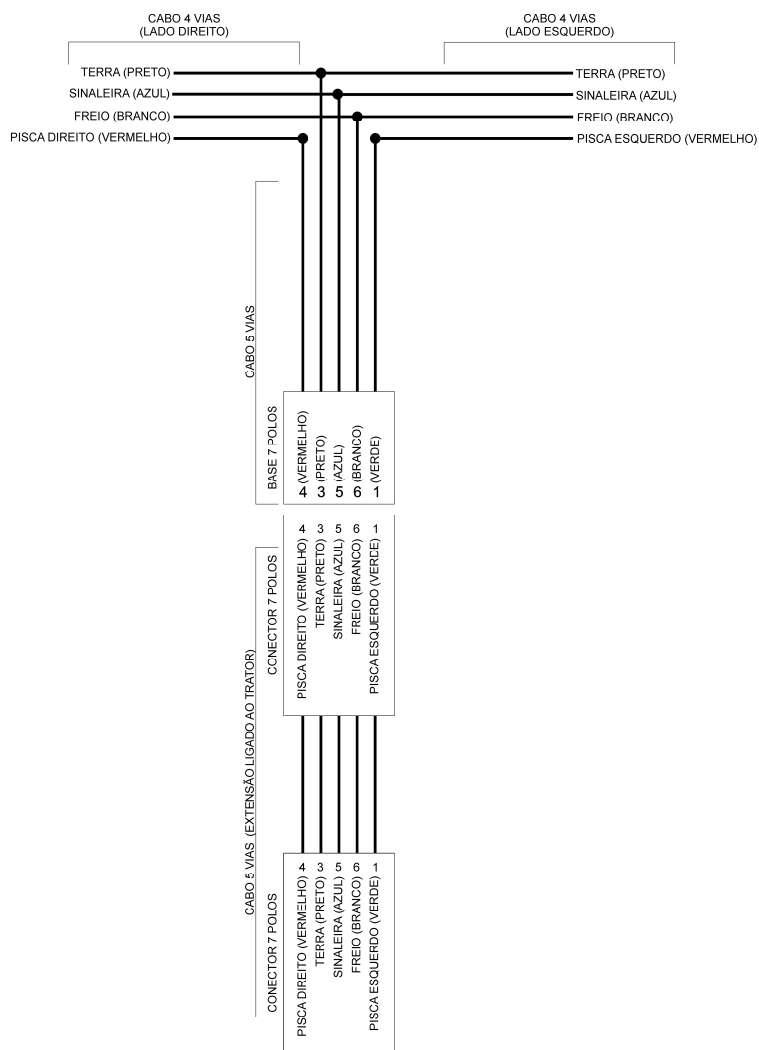 CABO 4 VIAS
(LADO DIREITO)
CABO 4 VIAS
(LADO ESQUERDO)
TERRA (PRETO)
TERRA (PRETO)
SINALEIRA (AZUL)
SINALEIRA (AZUL)
FREIO (BRANCO)
FREIO (BRANCO)
PISCA DIREITO (VERMELHO)
PISCA ESQUERDO (VERMELHO)
CABO 5 VIAS
BASE 7 POLOS
4 (VERMELHO)
3 (PRETO)
5 (AZUL)
6 (BRANCO)
1 (VERDE)
CABO 5 VIAS (EXTENSÃO LIGADO AO TRATOR)
CONECTOR 7 POLOS
PISCA DIREITO (VERMELHO) 4
TERRA (PRETO) 3
SINALEIRA (AZUL) 5
FREIO (BRANCO) 6
PISCA ESQUERDO (VERDE) 1
CONECTOR 7 POLOS
PISCA DIREITO (VERMELHO) 4
TERRA (PRETO) 3
SINALEIRA (AZUL) 5
FREIO (BRANCO) 6
PISCA ESQUERDO (VERDE) 1